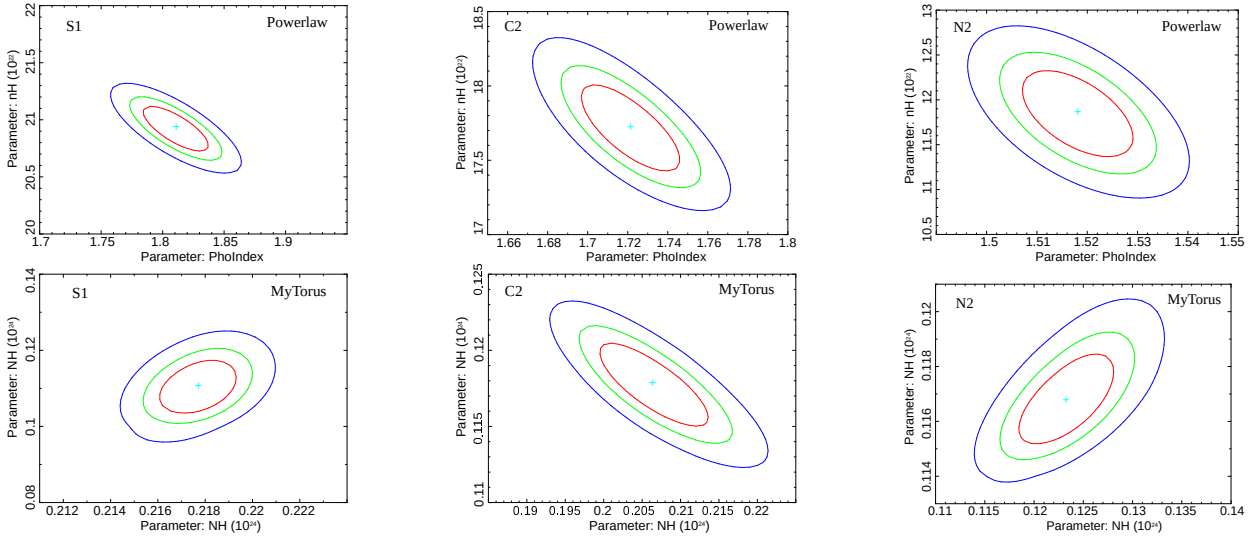 S1 Powerlaw
Parameter: nH (10²²)
20 20.5 21 21.5 22
1.7 1.75 1.8 1.85 1.9
Parameter: PhoIndex
C2 Powerlaw
Parameter: nH (10²²)
17 17.5 18 18.5
1.66 1.68 1.7 1.72 1.74 1.76 1.78 1.8
Parameter: PhoIndex
N2 Powerlaw
Parameter: nH (10²²)
10.5 11 11.5 12 12.5 13
1.5 1.51 1.52 1.53 1.54 1.55
Parameter: PhoIndex
S1 MyTorus
Parameter: NH (10²⁴)
0.08 0.1 0.12 0.14
0.212 0.214 0.216 0.218 0.22 0.222
Parameter: NH (10²⁴)
C2 MyTorus
Parameter: NH (10²⁴)
0.11 0.115 0.12 0.125
0.19 0.195 0.2 0.205 0.21 0.215 0.22
Parameter: NH (10²⁴)
N2 MyTorus
Parameter: NH (10²⁴)
0.114 0.116 0.118 0.12
0.11 0.115 0.12 0.125 0.13 0.135 0.14
Parameter: NH (10²⁴)